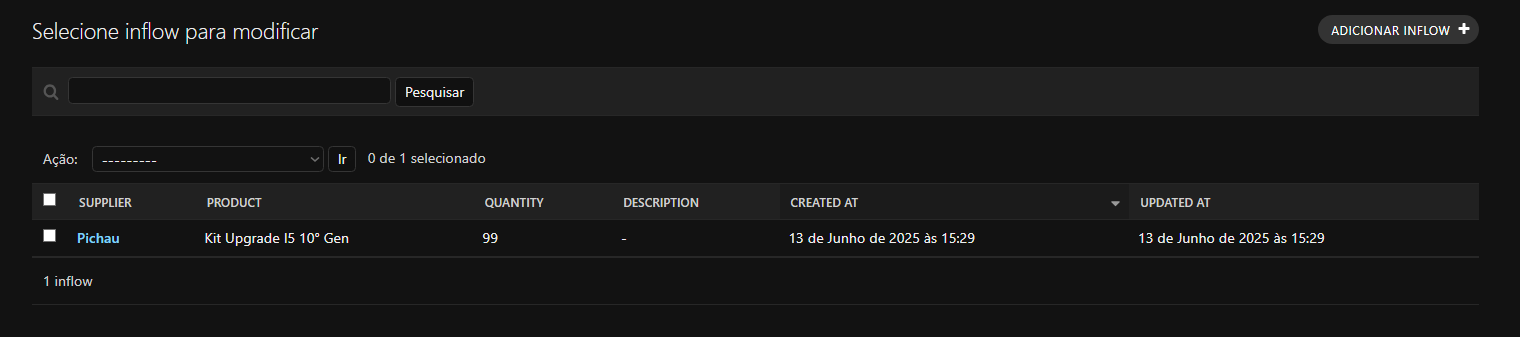 Selecione inflow para modificar
ADICIONAR INFLOW +
Pesquisar
Ação: --------- Ir 0 de 1 selecionado
SUPPLIER PRODUCT QUANTITY DESCRIPTION CREATED AT UPDATED AT
Pichau Kit Upgrade I5 10° Gen 99 - 13 de Junho de 2025 às 15:29 13 de Junho de 2025 às 15:29
1 inflow